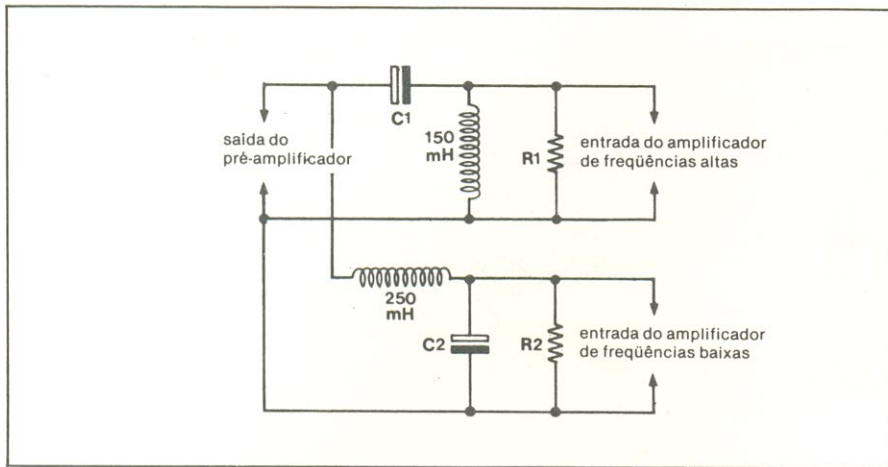 C1
saída do
pré-amplificador
150
mH
R1
entrada do amplificador
de freqüências altas
250
mH
C2
R2
entrada do amplificador
de freqüências baixas